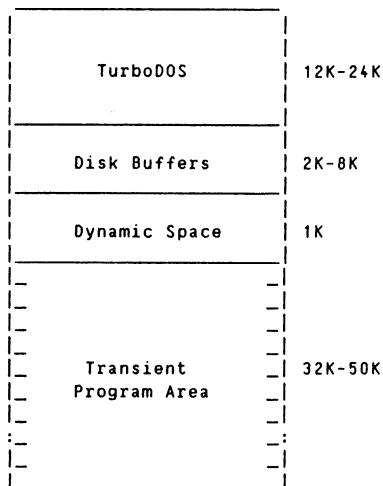 TurboDOS 12K-24K
Disk Buffers 2K-8K
Dynamic Space 1K
Transient 32K-50K
Program Area